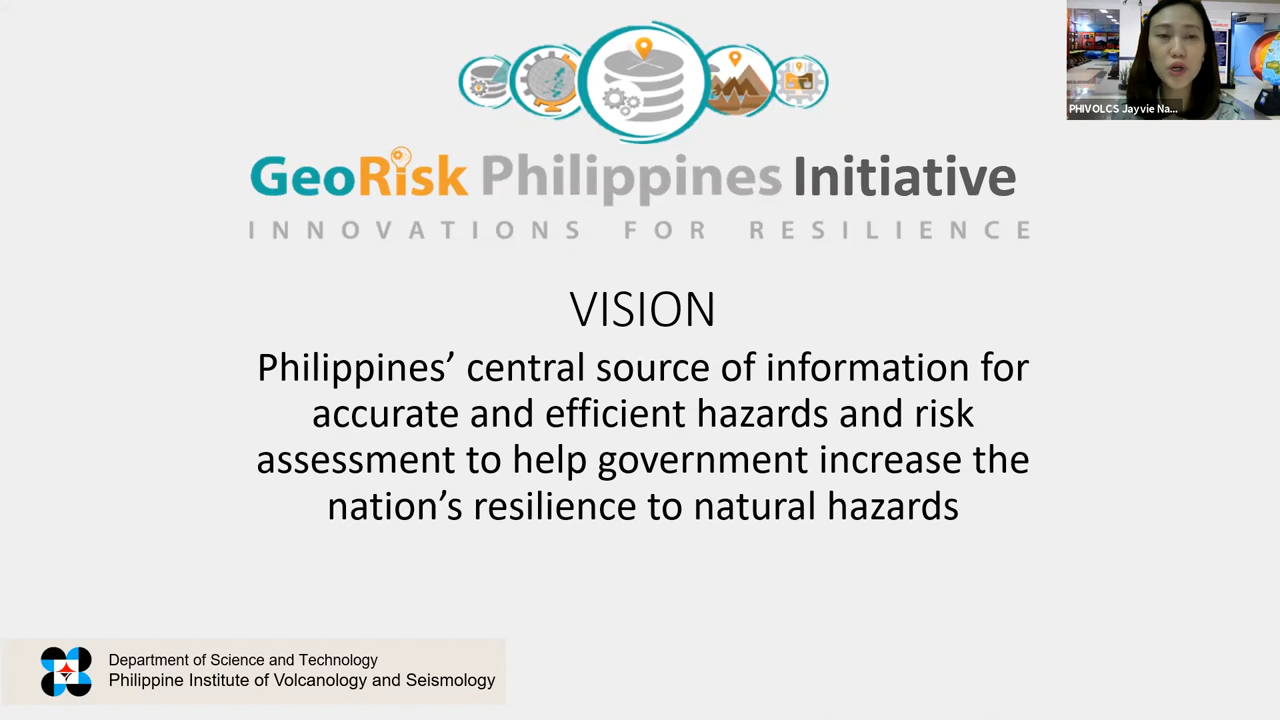 PHIVOLCS Jayvie Na...
GeoRisk Philippines Initiative
INNOVATIONS FOR RESILIENCE
VISION
Philippines’ central source of information for
accurate and efficient hazards and risk
assessment to help government increase the
nation’s resilience to natural hazards
Department of Science and Technology
Philippine Institute of Volcanology and Seismology